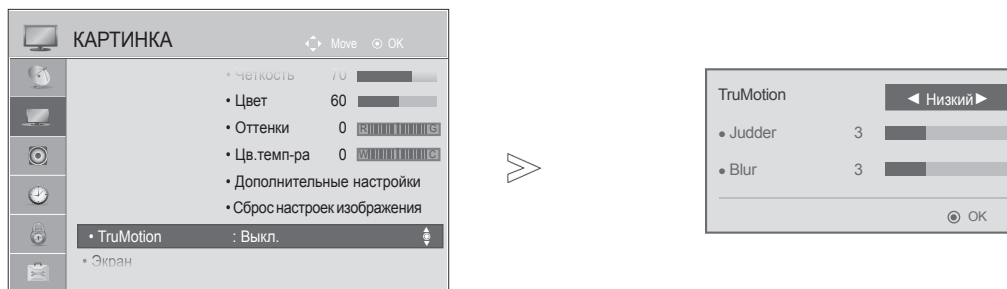 КАРТИНКА
Move OK
• Четкость 70
• Цвет 60
• Оттенки 0 R G
• Цв.темп-ра 0 W C
• Дополнительные настройки
• Сброс настроек изображения
• TruMotion : Выкл.
• Экран
TruMotion ◄ Низкий ►
• Judder 3
• Blur 3
OK